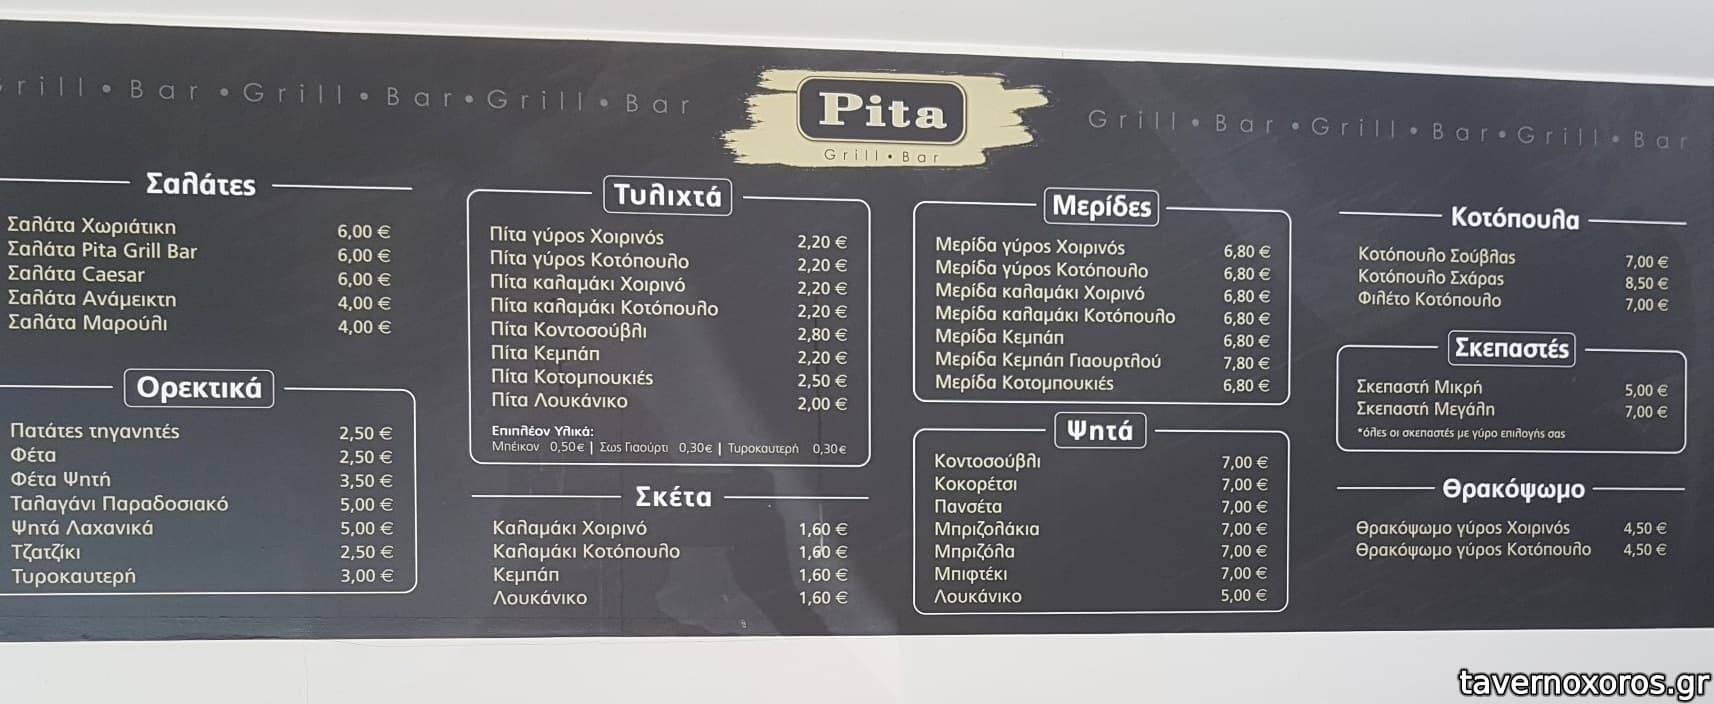 Grill • Bar • Grill • Bar • Grill • Bar
Pita
Grill • Bar
Grill • Bar • Grill • Bar • Grill • Bar
Σαλάτες
Σαλάτα Χωριάτικη 6,00 €
Σαλάτα Pita Grill Bar 6,00 €
Σαλάτα Caesar 6,00 €
Σαλάτα Ανάμεικτη 4,00 €
Σαλάτα Μαρούλι 4,00 €
Ορεκτικά
Πατάτες τηγανητές 2,50 €
Φέτα 2,50 €
Φέτα Ψητή 3,50 €
Ταλαγάνι Παραδοσιακό 5,00 €
Ψητά Λαχανικά 5,00 €
Τζατζίκι 2,50 €
Τυροκαυτερή 3,00 €
Τυλιχτά
Πίτα γύρος Χοιρινός 2,20 €
Πίτα γύρος Κοτόπουλο 2,20 €
Πίτα καλαμάκι Χοιρινό 2,20 €
Πίτα καλαμάκι Κοτόπουλο 2,20 €
Πίτα Κοντοσούβλι 2,80 €
Πίτα Κεμπάπ 2,20 €
Πίτα Κοτομπουκιές 2,50 €
Πίτα Λουκάνικο 2,00 €
Επιπλέον Υλικά:
Μπέικον 0,50€ | Σως Γιαούρτι 0,30€ | Τυροκαυτερή 0,30€
Σκέτα
Καλαμάκι Χοιρινό 1,60 €
Καλαμάκι Κοτόπουλο 1,60 €
Κεμπάπ 1,60 €
Λουκάνικο 1,60 €
Μερίδες
Μερίδα γύρος Χοιρινός 6,80 €
Μερίδα γύρος Κοτόπουλο 6,80 €
Μερίδα καλαμάκι Χοιρινό 6,80 €
Μερίδα καλαμάκι Κοτόπουλο 6,80 €
Μερίδα Κεμπάπ 6,80 €
Μερίδα Κεμπάπ Γιαουρτλού 7,80 €
Μερίδα Κοτομπουκιές 6,80 €
Ψητά
Κοντοσούβλι 7,00 €
Κοκορέτσι 7,00 €
Πανσέτα 7,00 €
Μπριζολάκια 7,00 €
Μπριζόλα 7,00 €
Μπιφτέκι 7,00 €
Λουκάνικο 5,00 €
Κοτόπουλα
Κοτόπουλο Σούβλας 7,00 €
Κοτόπουλο Σχάρας 8,50 €
Φιλέτο Κοτόπουλο 7,00 €
Σκεπαστές
Σκεπαστή Μικρή 5,00 €
Σκεπαστή Μεγάλη 7,00 €
*όλες οι σκεπαστές με γύρο επιλογής σας
Θρακόψωμο
Θρακόψωμο γύρος Χοιρινός 4,50 €
Θρακόψωμο γύρος Κοτόπουλο 4,50 €
tavernoxoros.gr